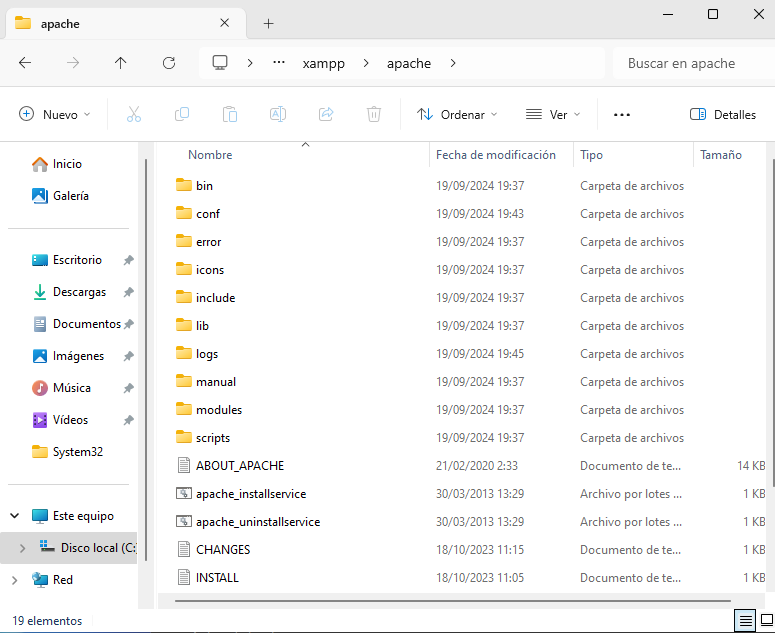 apache
xampp
apache
Buscar en apache
Nuevo
Ordenar
Ver
Detalles
Inicio
Galería
Escritorio
Descargas
Documentos
Imágenes
Música
Vídeos
System32
Este equipo
Disco local (C:
Red
Nombre Fecha de modificación Tipo Tamaño
bin 19/09/2024 19:37 Carpeta de archivos
conf 19/09/2024 19:43 Carpeta de archivos
error 19/09/2024 19:37 Carpeta de archivos
icons 19/09/2024 19:37 Carpeta de archivos
include 19/09/2024 19:37 Carpeta de archivos
lib 19/09/2024 19:37 Carpeta de archivos
logs 19/09/2024 19:45 Carpeta de archivos
manual 19/09/2024 19:37 Carpeta de archivos
modules 19/09/2024 19:37 Carpeta de archivos
scripts 19/09/2024 19:37 Carpeta de archivos
ABOUT_APACHE 21/02/2020 2:33 Documento de te... 14 KB
apache_installservice 30/03/2013 13:29 Archivo por lotes ... 1 KB
apache_uninstallservice 30/03/2013 13:29 Archivo por lotes ... 1 KB
CHANGES 18/10/2023 11:15 Documento de te... 1 KB
INSTALL 18/10/2023 11:05 Documento de te... 1 KB
19 elementos